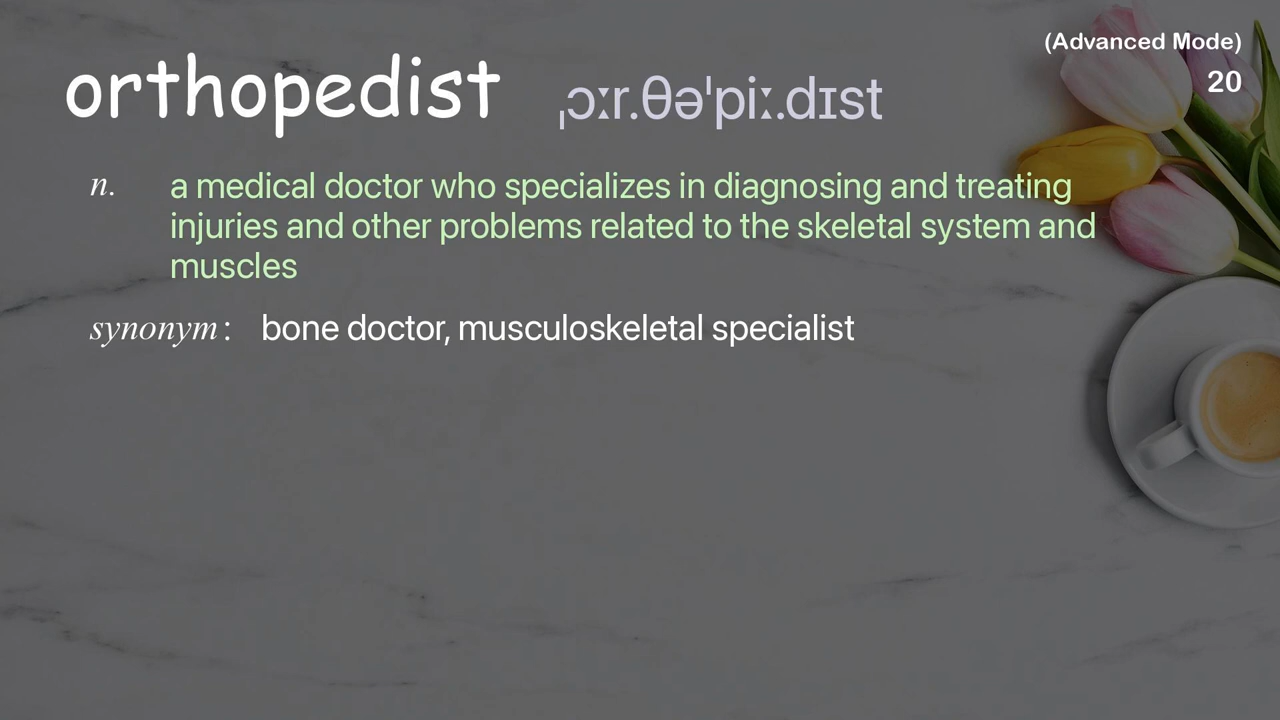 (Advanced Mode)
20
orthopedist ˌɔːr.θəˈpiː.dɪst
n. a medical doctor who specializes in diagnosing and treating
injuries and other problems related to the skeletal system and
muscles
synonym: bone doctor, musculoskeletal specialist